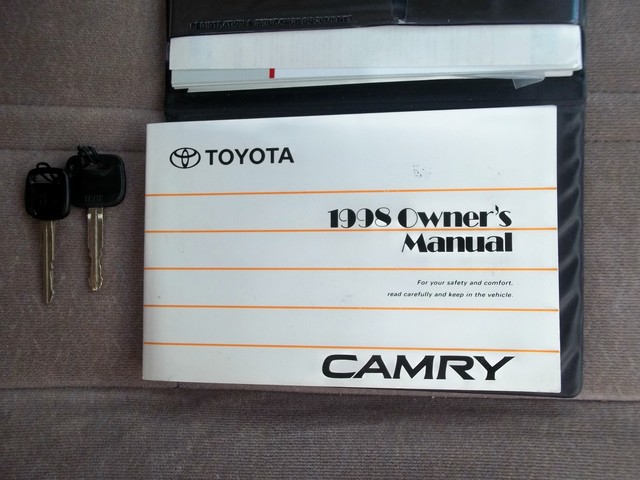 TOYOTA
1998 Owner's
Manual
For your safety and comfort,
read carefully and keep in the vehicle.
CAMRY